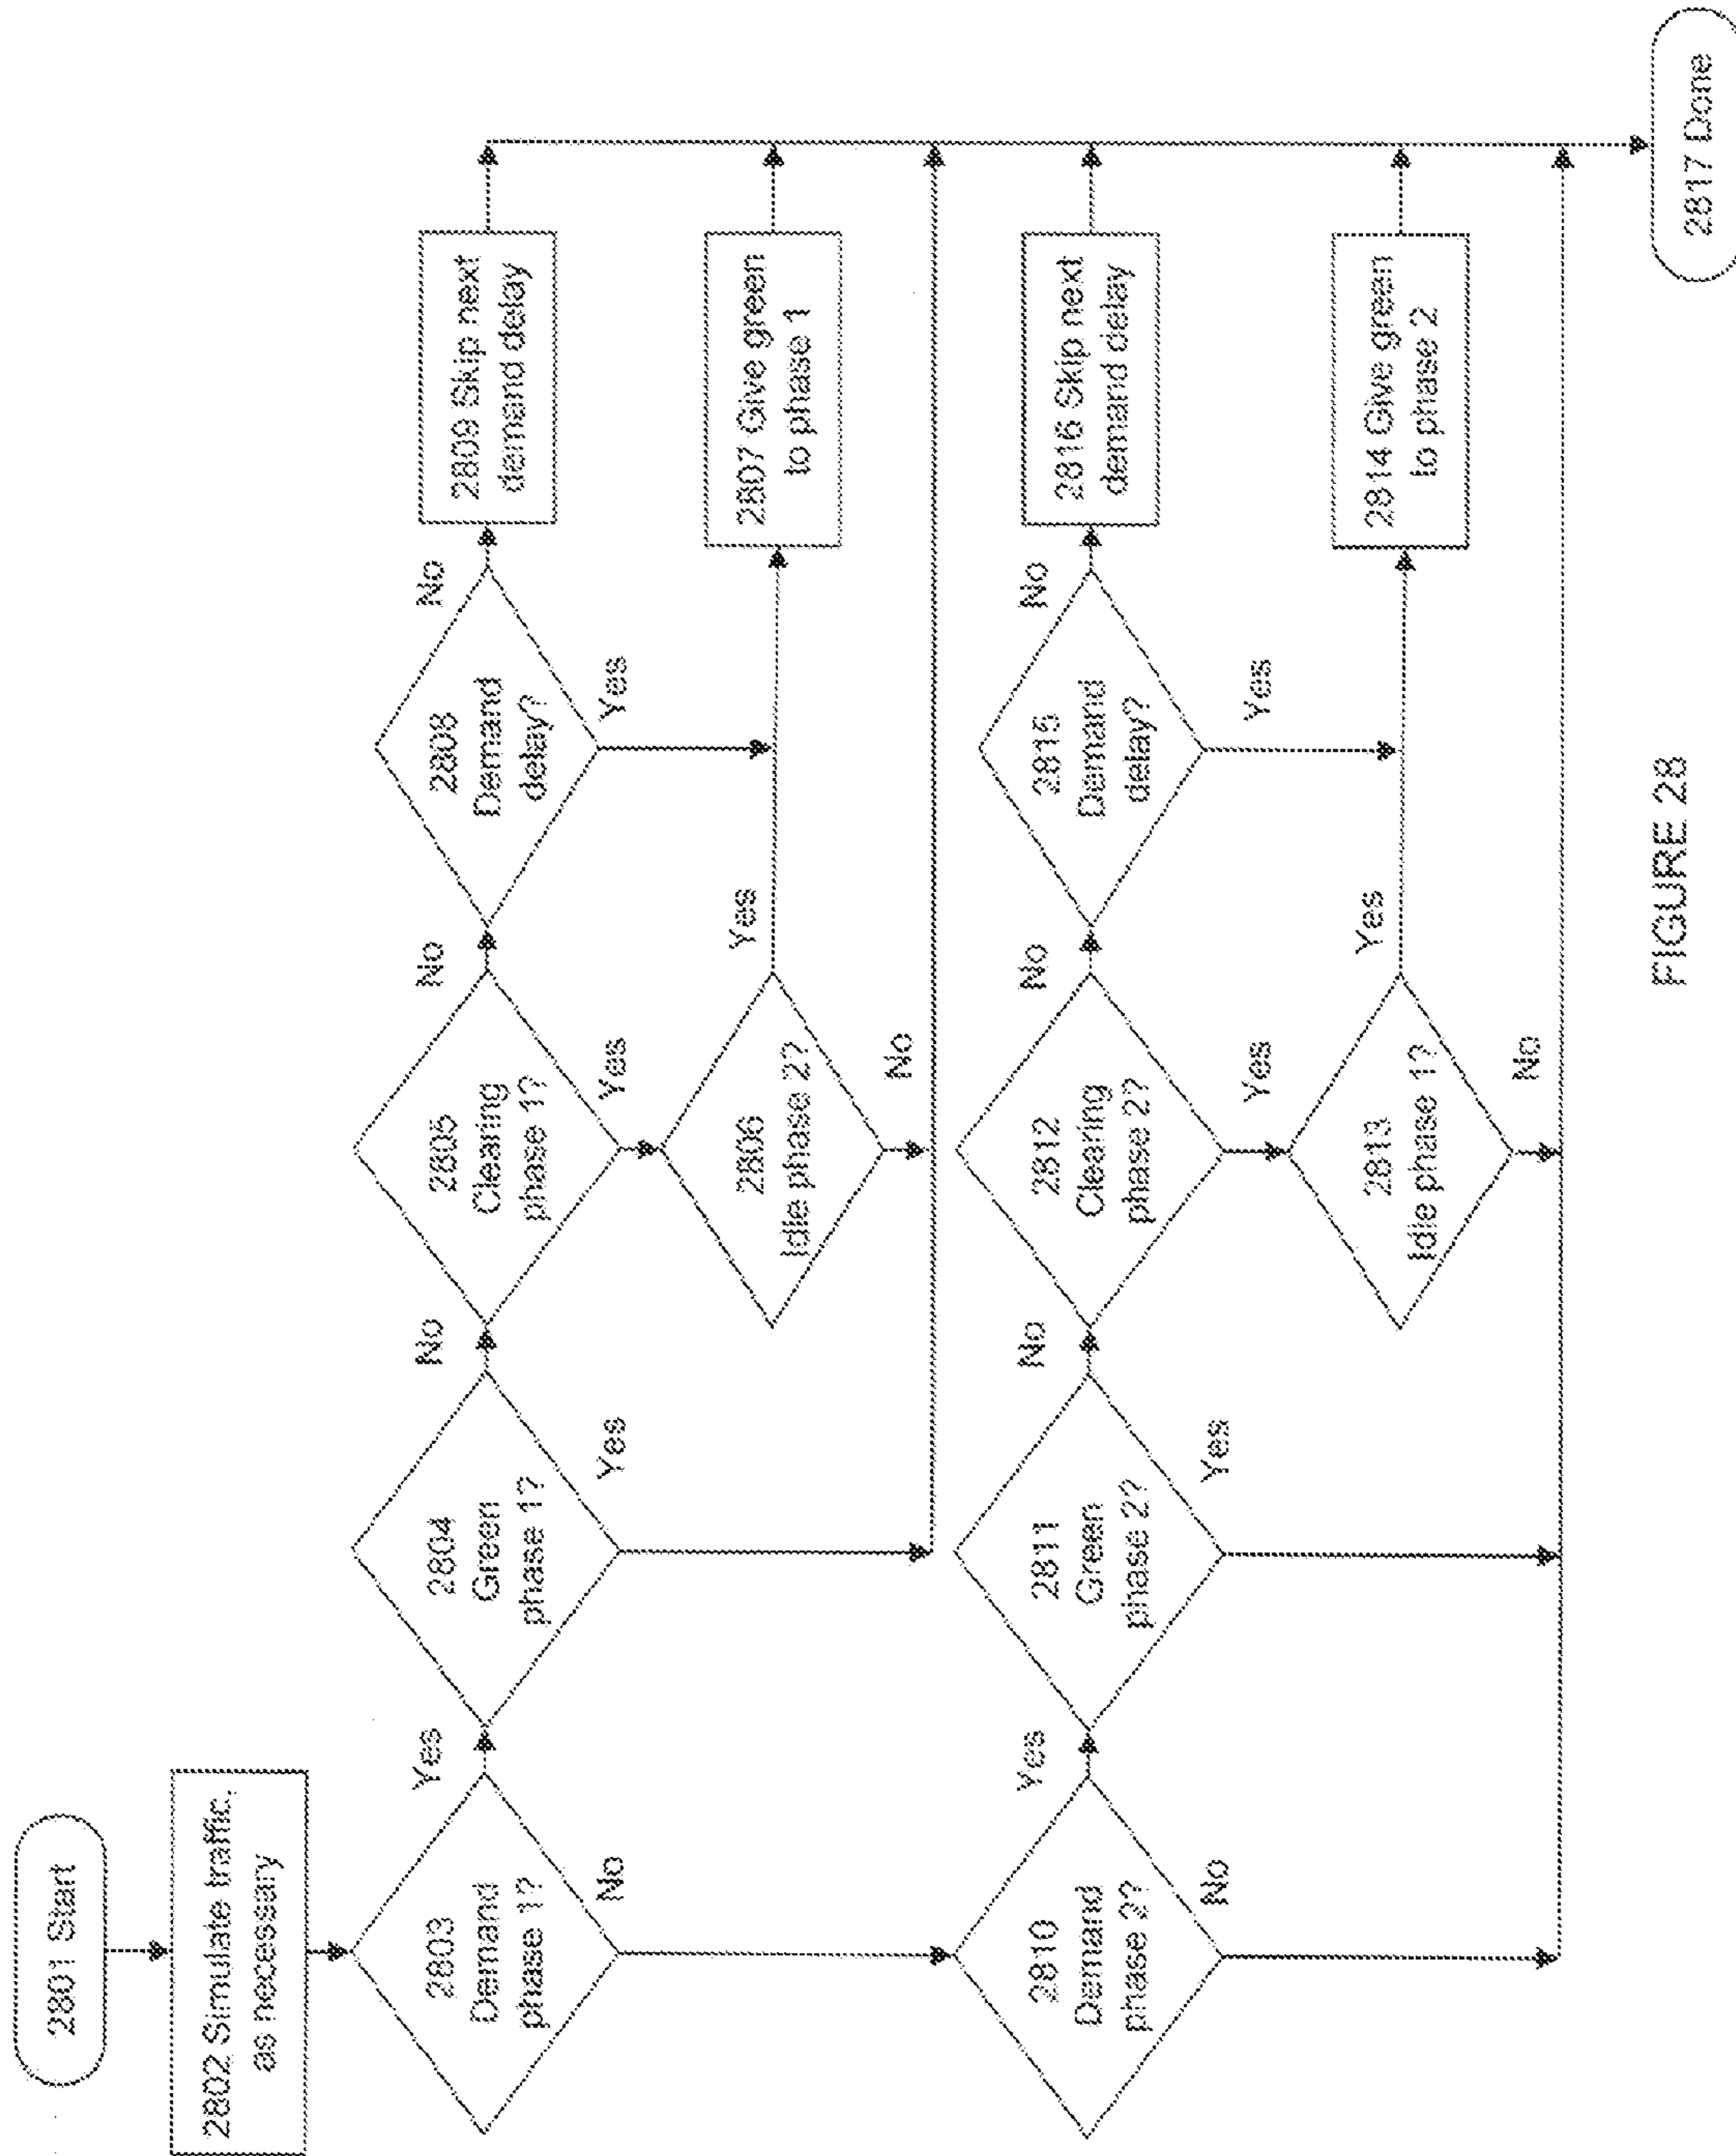 2801 Start
2802 Simulate traffic,
as necessary
2803
Demand
phase 1?
Yes
No
2804
Green
phase 1?
No
Yes
2805
Clearing
phase 1?
No
Yes
2808
Demand
delay?
No
Yes
2809 Skip next
demand delay
2806
Idle phase 2?
Yes
No
2807 Give green
to phase 1
2810
Demand
phase 2?
Yes
No
2811
Green
phase 2?
No
Yes
2812
Clearing
phase 2?
No
Yes
2815
Demand
delay?
No
Yes
2816 Skip next
demand delay
2813
Idle phase 1?
Yes
No
2814 Give green
to phase 2
2817 Done
FIGURE 28